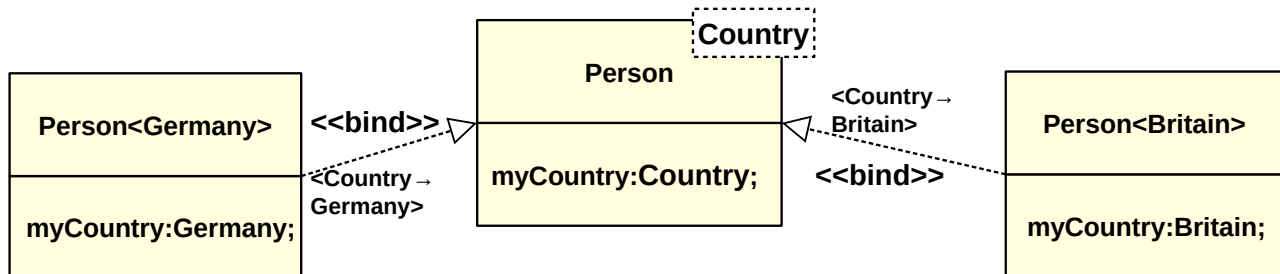 Country
Person
myCountry:Country;
Person<Germany>
myCountry:Germany;
<<bind>>
<Country→
Germany>
<Country→
Britain>
<<bind>>
Person<Britain>
myCountry:Britain;